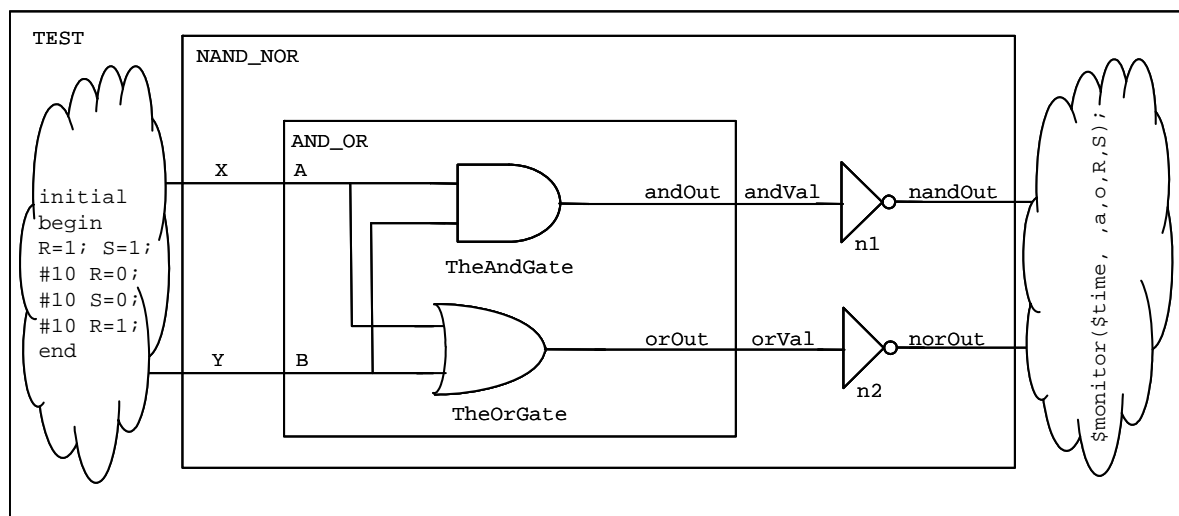 TEST
NAND_NOR
AND_OR
initial
begin
R=1; S=1;
#10 R=0;
#10 S=0;
#10 R=1;
end
X
A
andOut
andVal
nandOut
TheAndGate
n1
Y
B
orOut
orVal
norOut
TheOrGate
n2
$monitor($time, ,a,o,R,S);